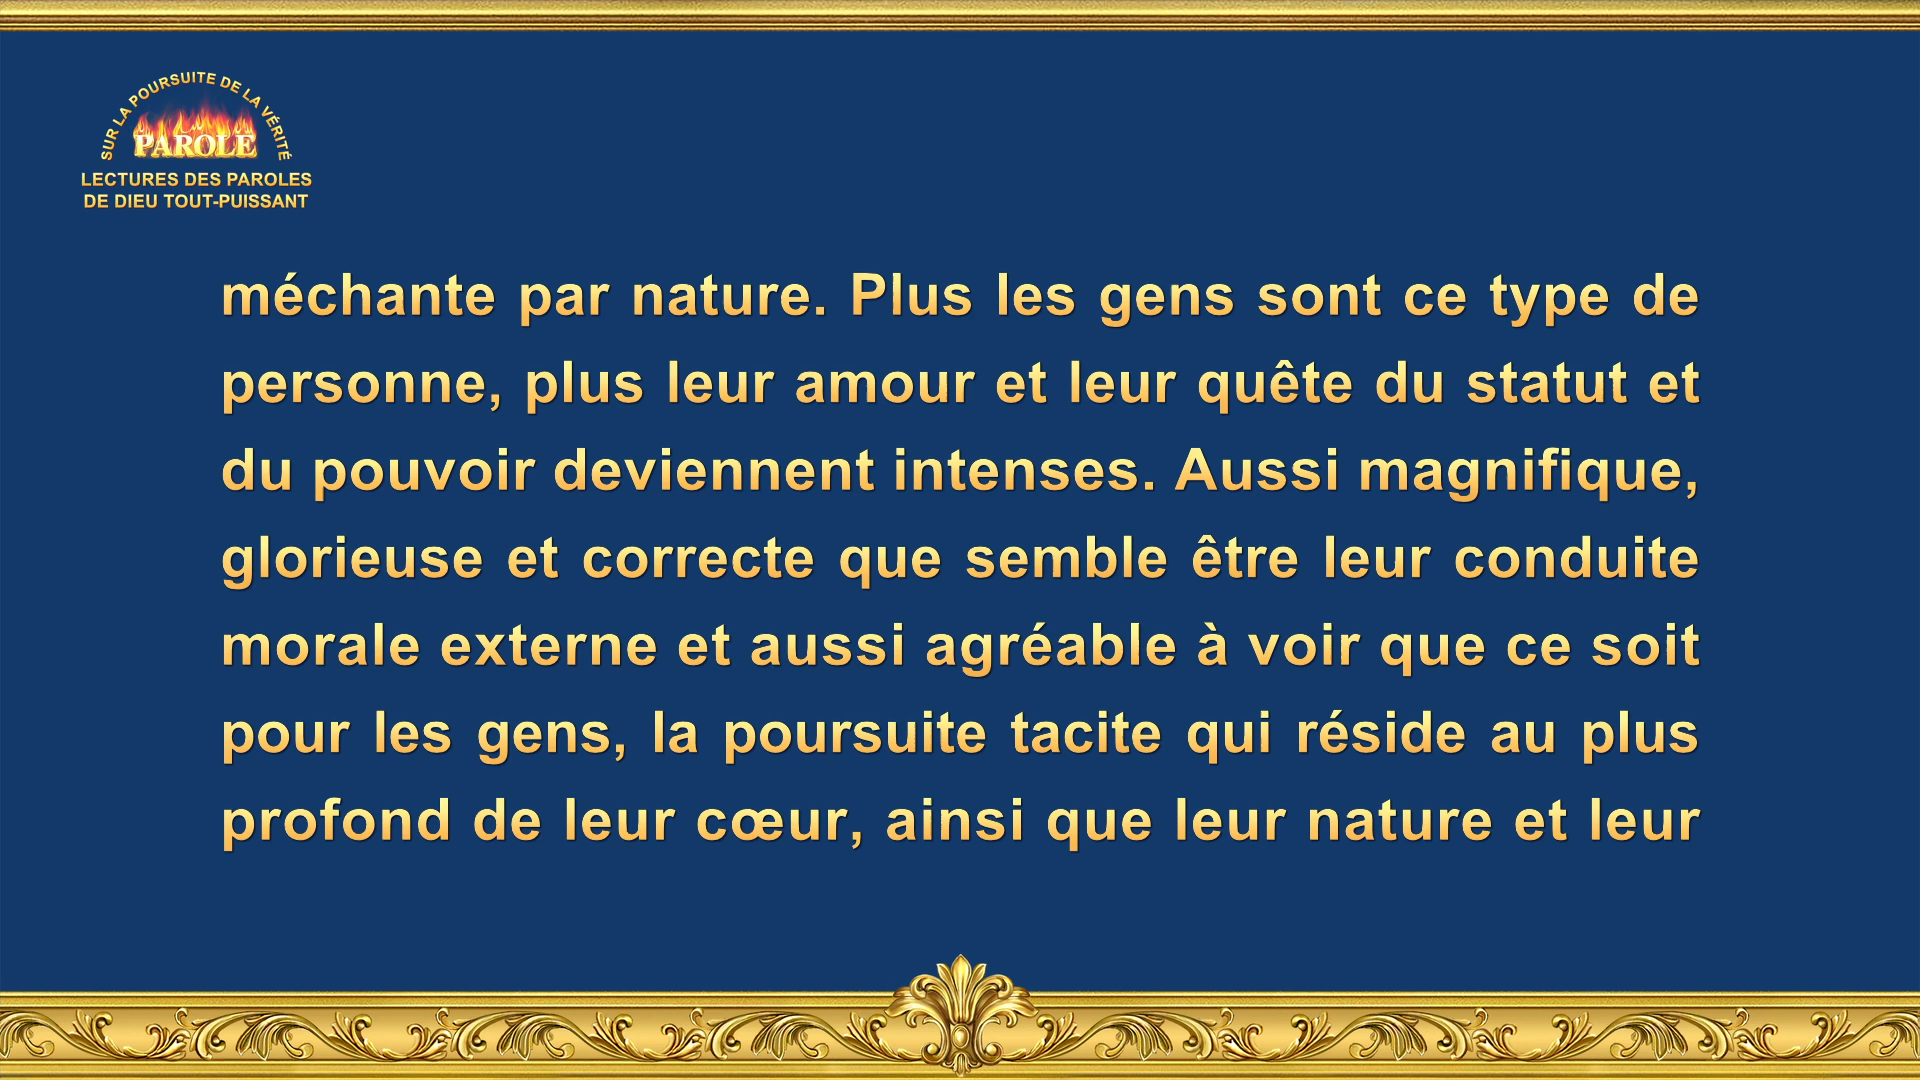 SUR LA POURSUITE DE LA VÉRITÉ
PAROLE
LECTURES DES PAROLES
DE DIEU TOUT-PUISSANT
méchante par nature. Plus les gens sont ce type de
personne, plus leur amour et leur quête du statut et
du pouvoir deviennent intenses. Aussi magnifique,
glorieuse et correcte que semble être leur conduite
morale externe et aussi agréable à voir que ce soit
pour les gens, la poursuite tacite qui réside au plus
profond de leur cœur, ainsi que leur nature et leur